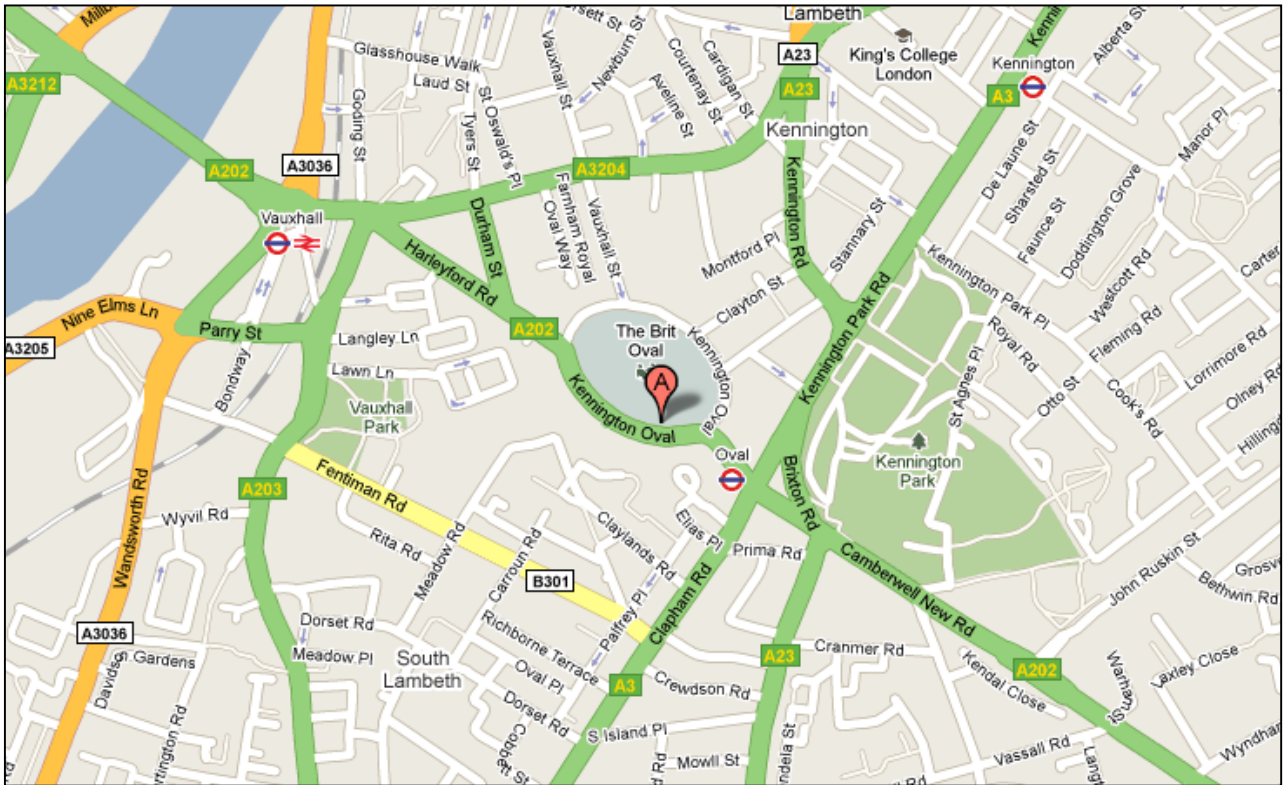 Lambeth
A23
King's College
London
Kennington
A3
Alberta St
Manor Pl
Glasshouse Walk
Laud St
Goding St
Tyers St
St Oswald's Pl
Vauxhall St
Newburn St
Aveline St
Courtenay St
Cardigan St
A23
Kennington
A3212
A202
A3036
A3204
De Laune St
Sharsted St
Faunce St
Doddington Grove
Westcott Rd
Carter
Vauxhall
Durham St
Oval Way
Farnham Royal
Vauxhall St
Montford Pl
Kennington Rd
Stannary St
Kennington Park Pl
Harleyford Rd
Clayton St
Kennington Park Rd
Fleming Rd
Lorrimore Rd
Nine Elms Ln
A3205
Parry St
Bondway
Langley Ln
Lawn Ln
A202
The Brit
Oval
A
Kennington Oval
Kennington Oval
Royal Rd
St Agnes Pl
Otto St
Cook's Rd
Olney Rd
Vauxhall
Park
Oval
Brixton Rd
Kennington
Park
Fentiman Rd
A203
Wandsworth Rd
Wyvil Rd
Rita Rd
Meadow Rd
Carroun Rd
Claylands Rd
Elias Pl
Prima Rd
Camberwell New Rd
John Ruskin St
Bethwin Rd
B301
Palfrey Pl
Clapham Rd
A3036
Dorset Rd
Meadow Pl
South
Lambeth
Richborne Terrace
Oval Pl
Dorset Rd
A3
Crewdson Rd
A23
Cranmer Rd
A202
Kendal Close
Warham St
S Island Pl
Mowll St
Vassall Rd